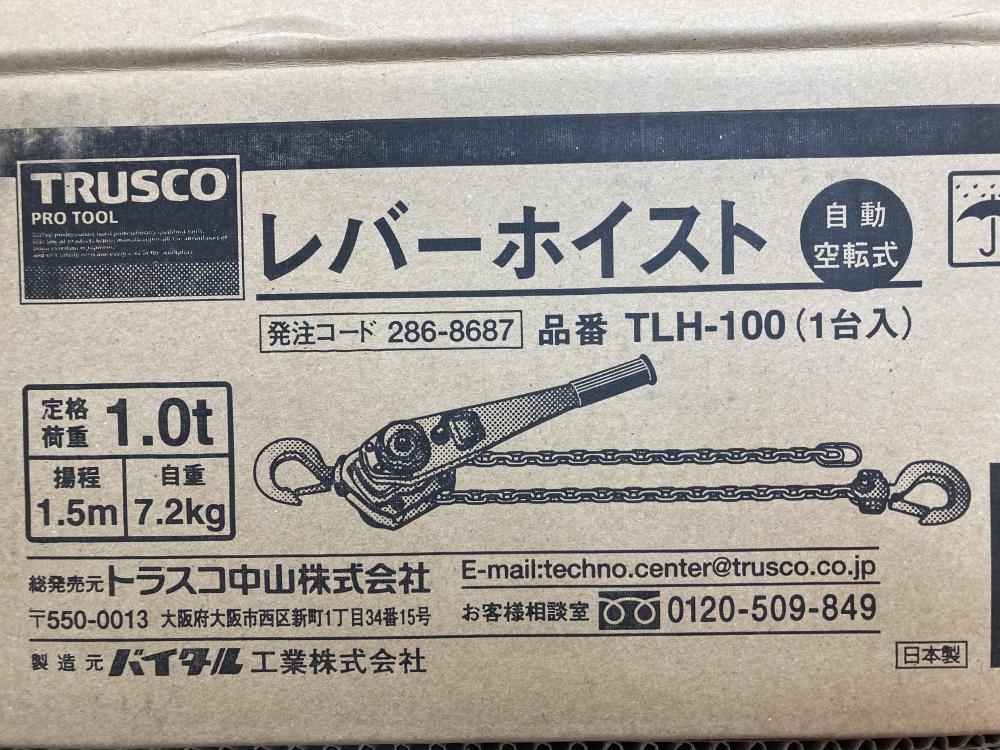 TRUSCO
PRO TOOL
レバーホイスト
自動
空転式
発注コード 286-8687
品番 TLH-100(1台入)
定格
荷重 1.0t
揚程
1.5m
自重
7.2kg
総発売元 トラスコ中山株式会社
〒550-0013 大阪府大阪市西区新町1丁目34番15号
E-mail:techno.center@trusco.co.jp
お客様相談室 0120-509-849
製造元 バイタル工業株式会社
日本製